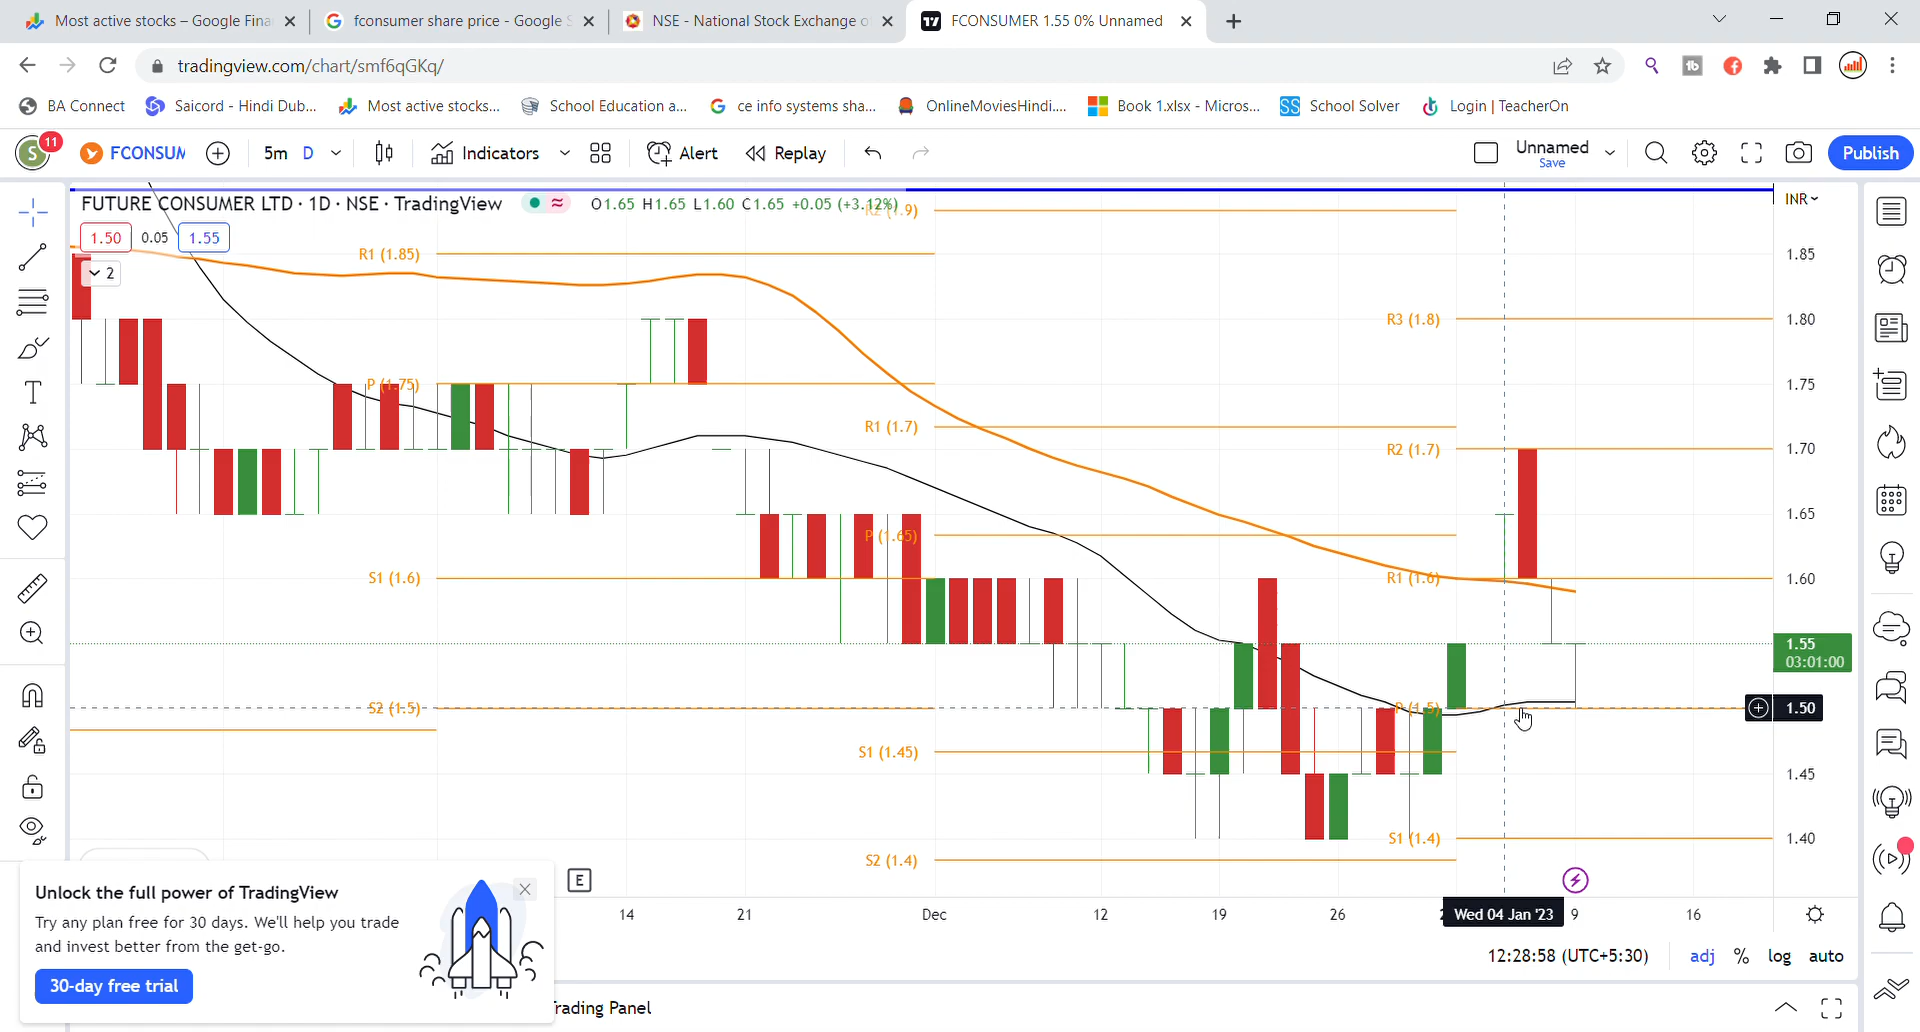 Most active stocks – Google Fina
fconsumer share price - Google S
NSE - National Stock Exchange o
FCONSUMER 1.55 0% Unnamed
tradingview.com/chart/smf6qGKq/
BA Connect
Saicord - Hindi Dub...
Most active stocks...
School Education a...
ce info systems sha...
OnlineMoviesHindi....
Book 1.xlsx - Micros...
SS School Solver
Login | TeacherOn
S 11
FCONSUM
5m D
Indicators
Alert
Replay
Unnamed
Save
Publish
FUTURE CONSUMER LTD · 1D · NSE · TradingView
O1.65 H1.65 L1.60 C1.65 +0.05 (+3.12%)
INR
1.50 0.05 1.55
2
R2 (1.9)
R1 (1.85)
1.85
R3 (1.8)
1.80
P (1.75)
1.75
R1 (1.7)
R2 (1.7)
1.70
1.65
P (1.65)
S1 (1.6)
R1 (1.6)
1.60
1.55
03:01:00
S2 (1.5)
P (1.5)
1.50
S1 (1.45)
1.45
S1 (1.4)
1.40
S2 (1.4)
E
14
21
Dec
12
19
26
Wed 04 Jan '23
9
16
Unlock the full power of TradingView
Try any plan free for 30 days. We'll help you trade
and invest better from the get-go.
30-day free trial
12:28:58 (UTC+5:30)
adj
%
log
auto
Trading Panel